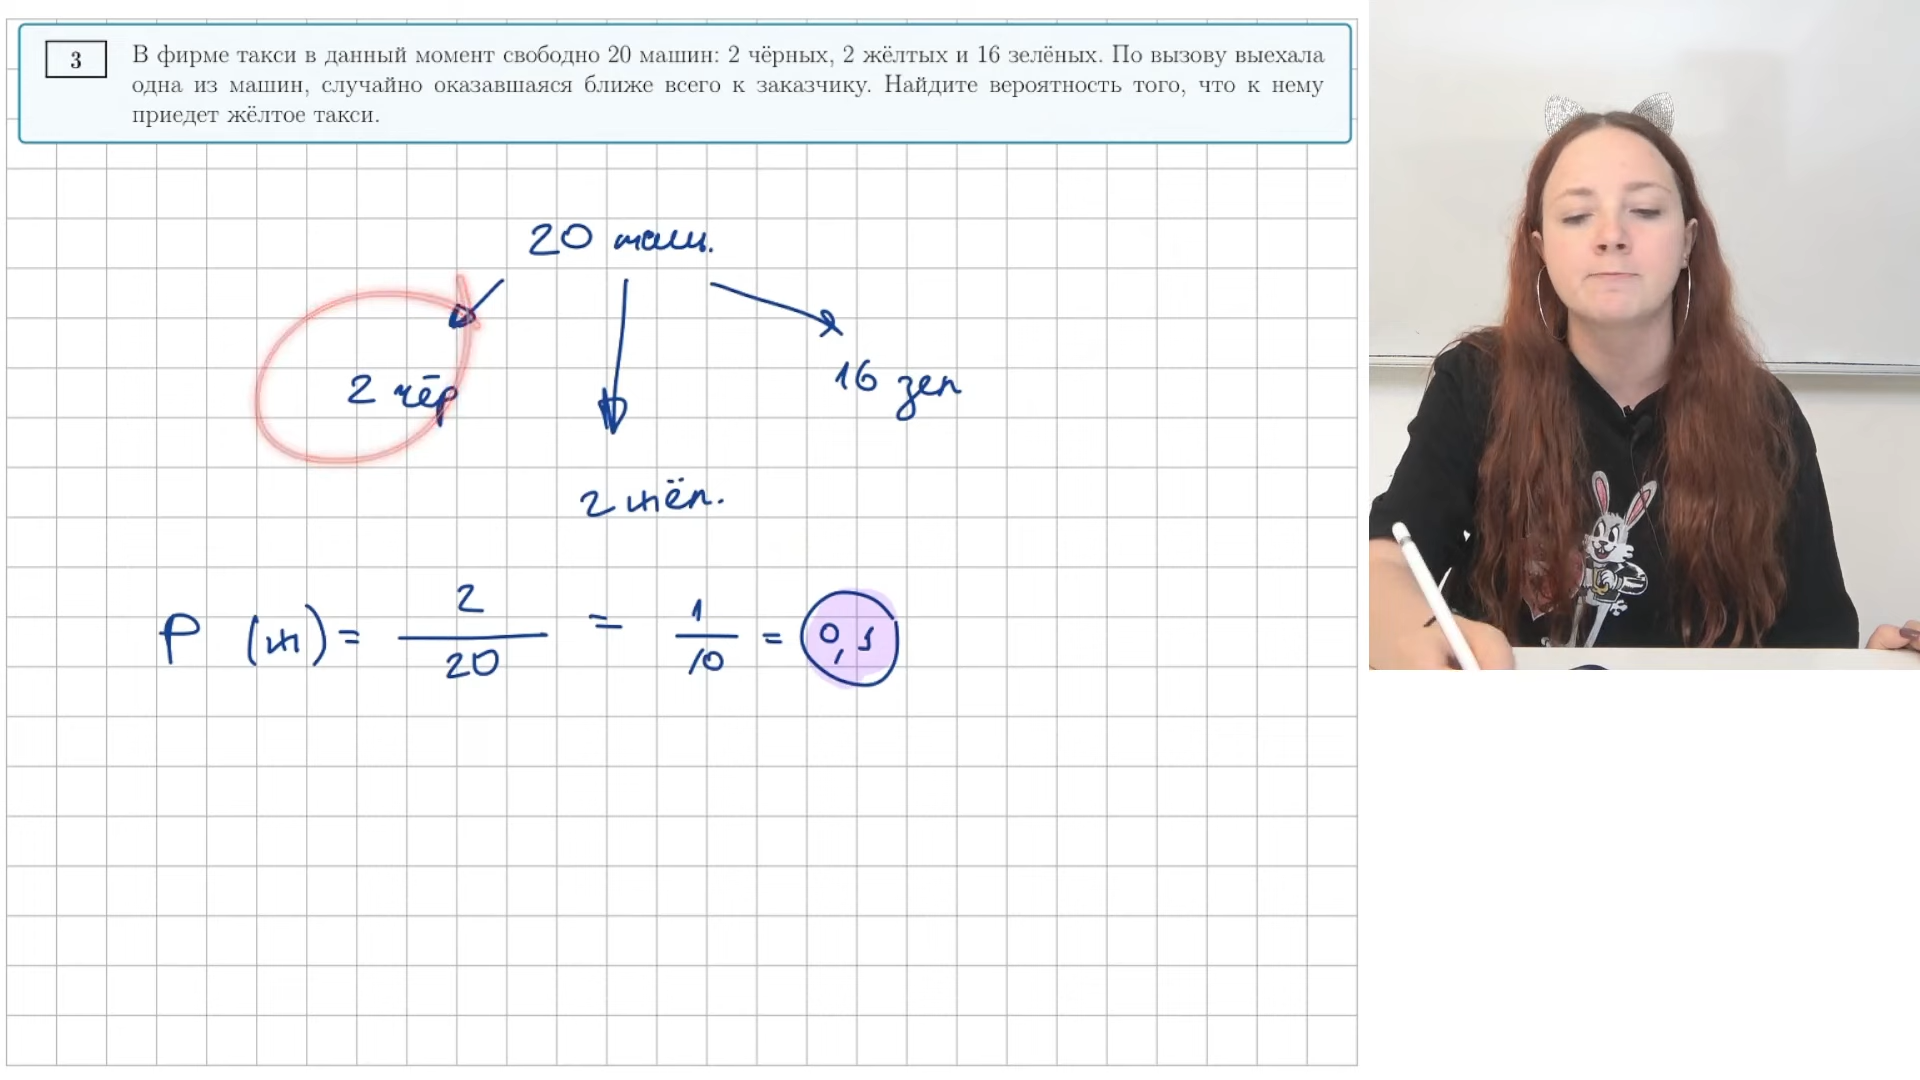 3
В фирме такси в данный момент свободно 20 машин: 2 чёрных, 2 жёлтых и 16 зелёных. По вызову выехала
одна из машин, случайно оказавшаяся ближе всего к заказчику. Найдите вероятность того, что к нему
приедет жёлтое такси.
20 маш.
2 чёр
16 зел
2 жёл.
P (ж) = 2/20 = 1/10 = 0,1